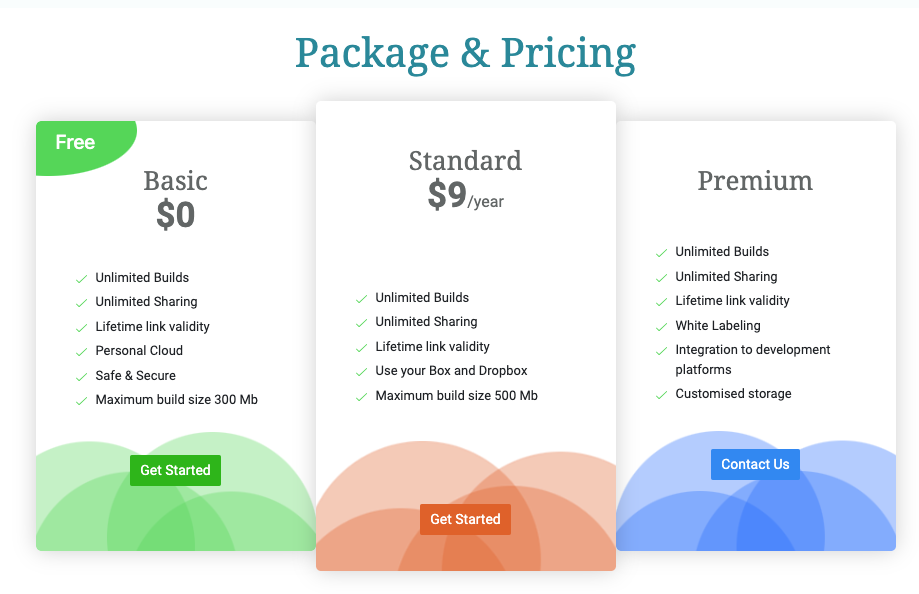 Package & Pricing
Free
Basic
$0
Unlimited Builds
Unlimited Sharing
Lifetime link validity
Personal Cloud
Safe & Secure
Maximum build size 300 Mb
Get Started
Standard
$9/year
Unlimited Builds
Unlimited Sharing
Lifetime link validity
Use your Box and Dropbox
Maximum build size 500 Mb
Get Started
Premium
Unlimited Builds
Unlimited Sharing
Lifetime link validity
White Labeling
Integration to development
platforms
Customised storage
Contact Us